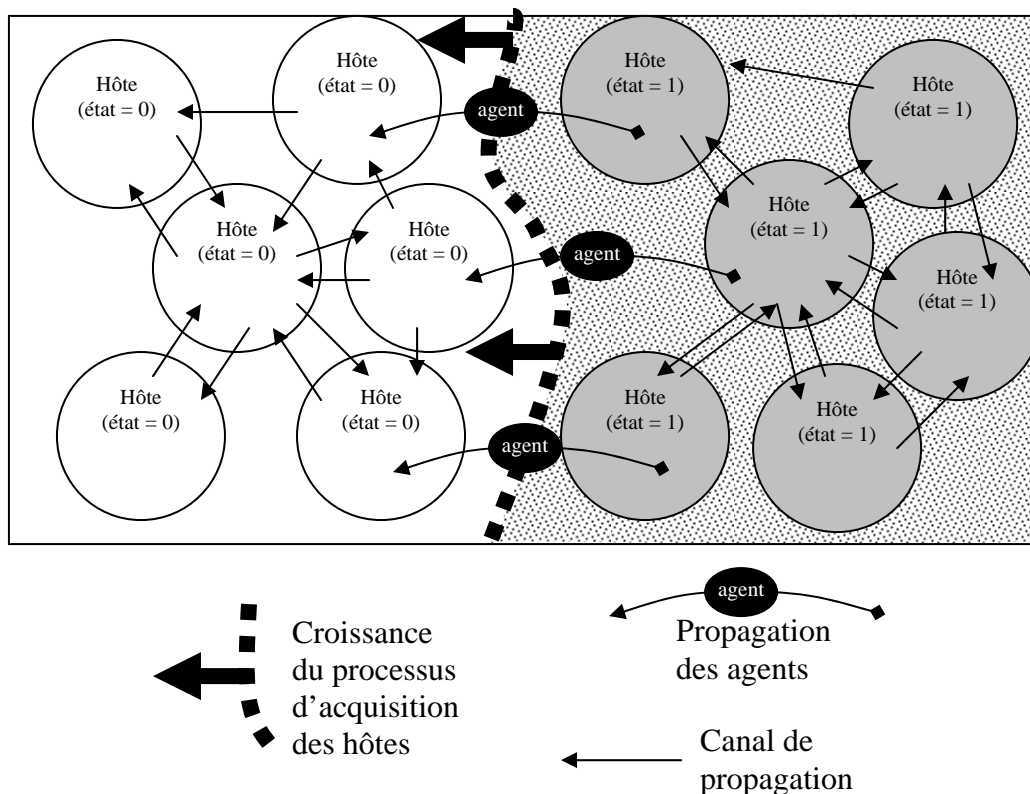 Hôte
(état = 0)
Hôte
(état = 0)
agent
Hôte
(état = 1)
Hôte
(état = 1)
Hôte
(état = 0)
Hôte
(état = 0)
agent
Hôte
(état = 1)
Hôte
(état = 1)
Hôte
(état = 0)
Hôte
(état = 0)
agent
Hôte
(état = 1)
Hôte
(état = 1)
agent
Croissance
du processus
d’acquisition
des hôtes
Propagation
des agents
Canal de
propagation